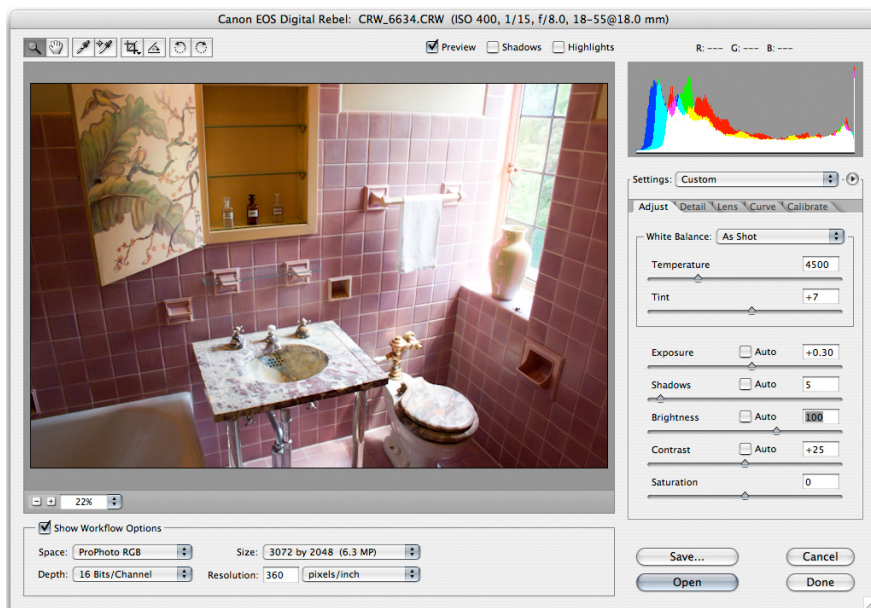 Canon EOS Digital Rebel:  CRW_6634.CRW  (ISO 400, 1/15, f/8.0, 18-55@18.0 mm)
Preview Shadows Highlights R: --- G: --- B: ---
Settings: Custom
Adjust Detail Lens Curve Calibrate
White Balance: As Shot
Temperature 4500
Tint +7
Exposure Auto +0.30
Shadows Auto 5
Brightness Auto 100
Contrast Auto +25
Saturation 0
22%
Show Workflow Options
Space: ProPhoto RGB Size: 3072 by 2048 (6.3 MP)
Depth: 16 Bits/Channel Resolution: 360 pixels/inch
Save... Cancel
Open Done